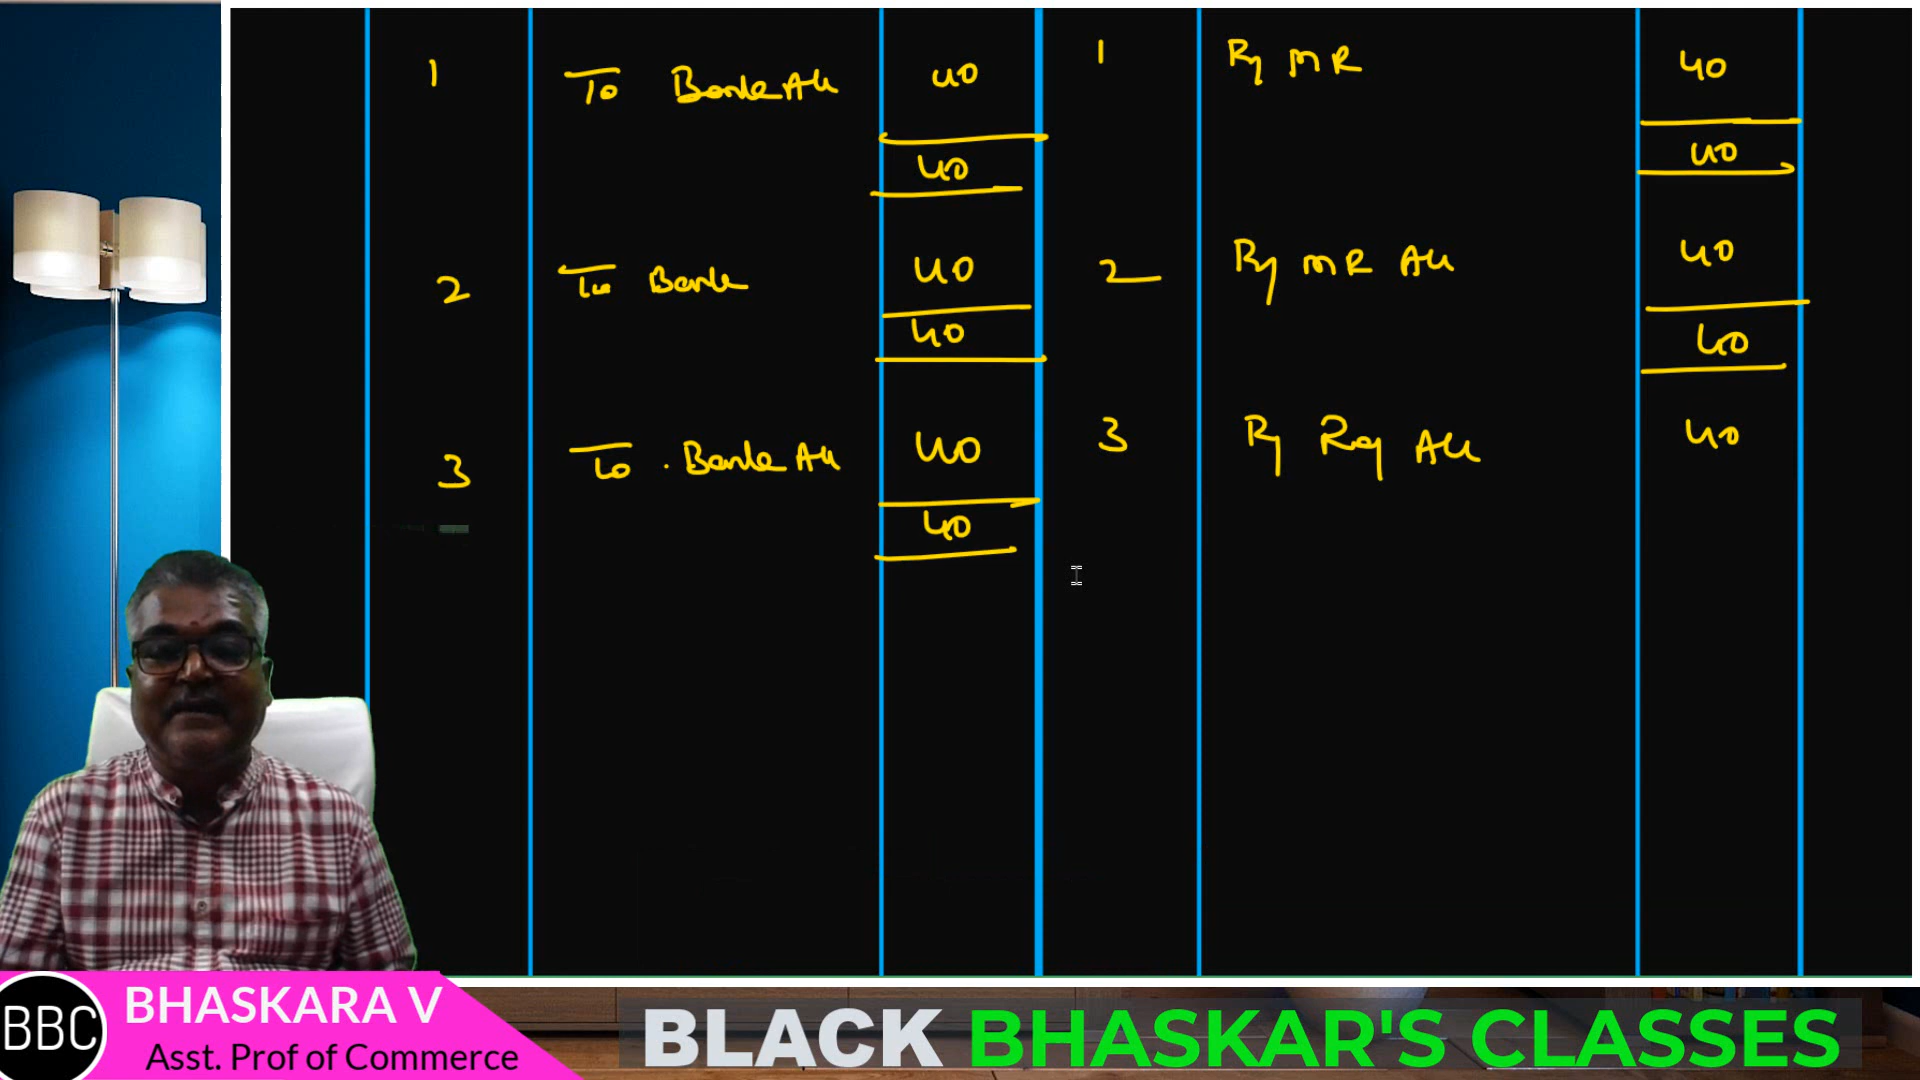 1 To Bank A/c 40 1 By MR 40
40 40
2 To Bank 40 2 By MR A/c 40
40 40
3 To Bank A/c 40 3 By Roy A/c 40
40
BBC
BHASKARA V
Asst. Prof of Commerce
BLACK BHASKAR'S CLASSES